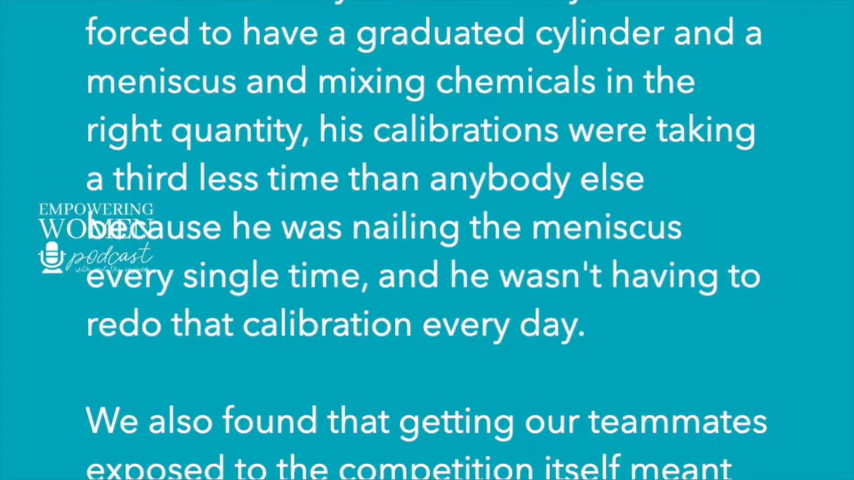 forced to have a graduated cylinder and a
meniscus and mixing chemicals in the
right quantity, his calibrations were taking
a third less time than anybody else
because he was nailing the meniscus
every single time, and he wasn't having to
redo that calibration every day.
We also found that getting our teammates
exposed to the competition itself meant
EMPOWERING
WOMEN
podcast